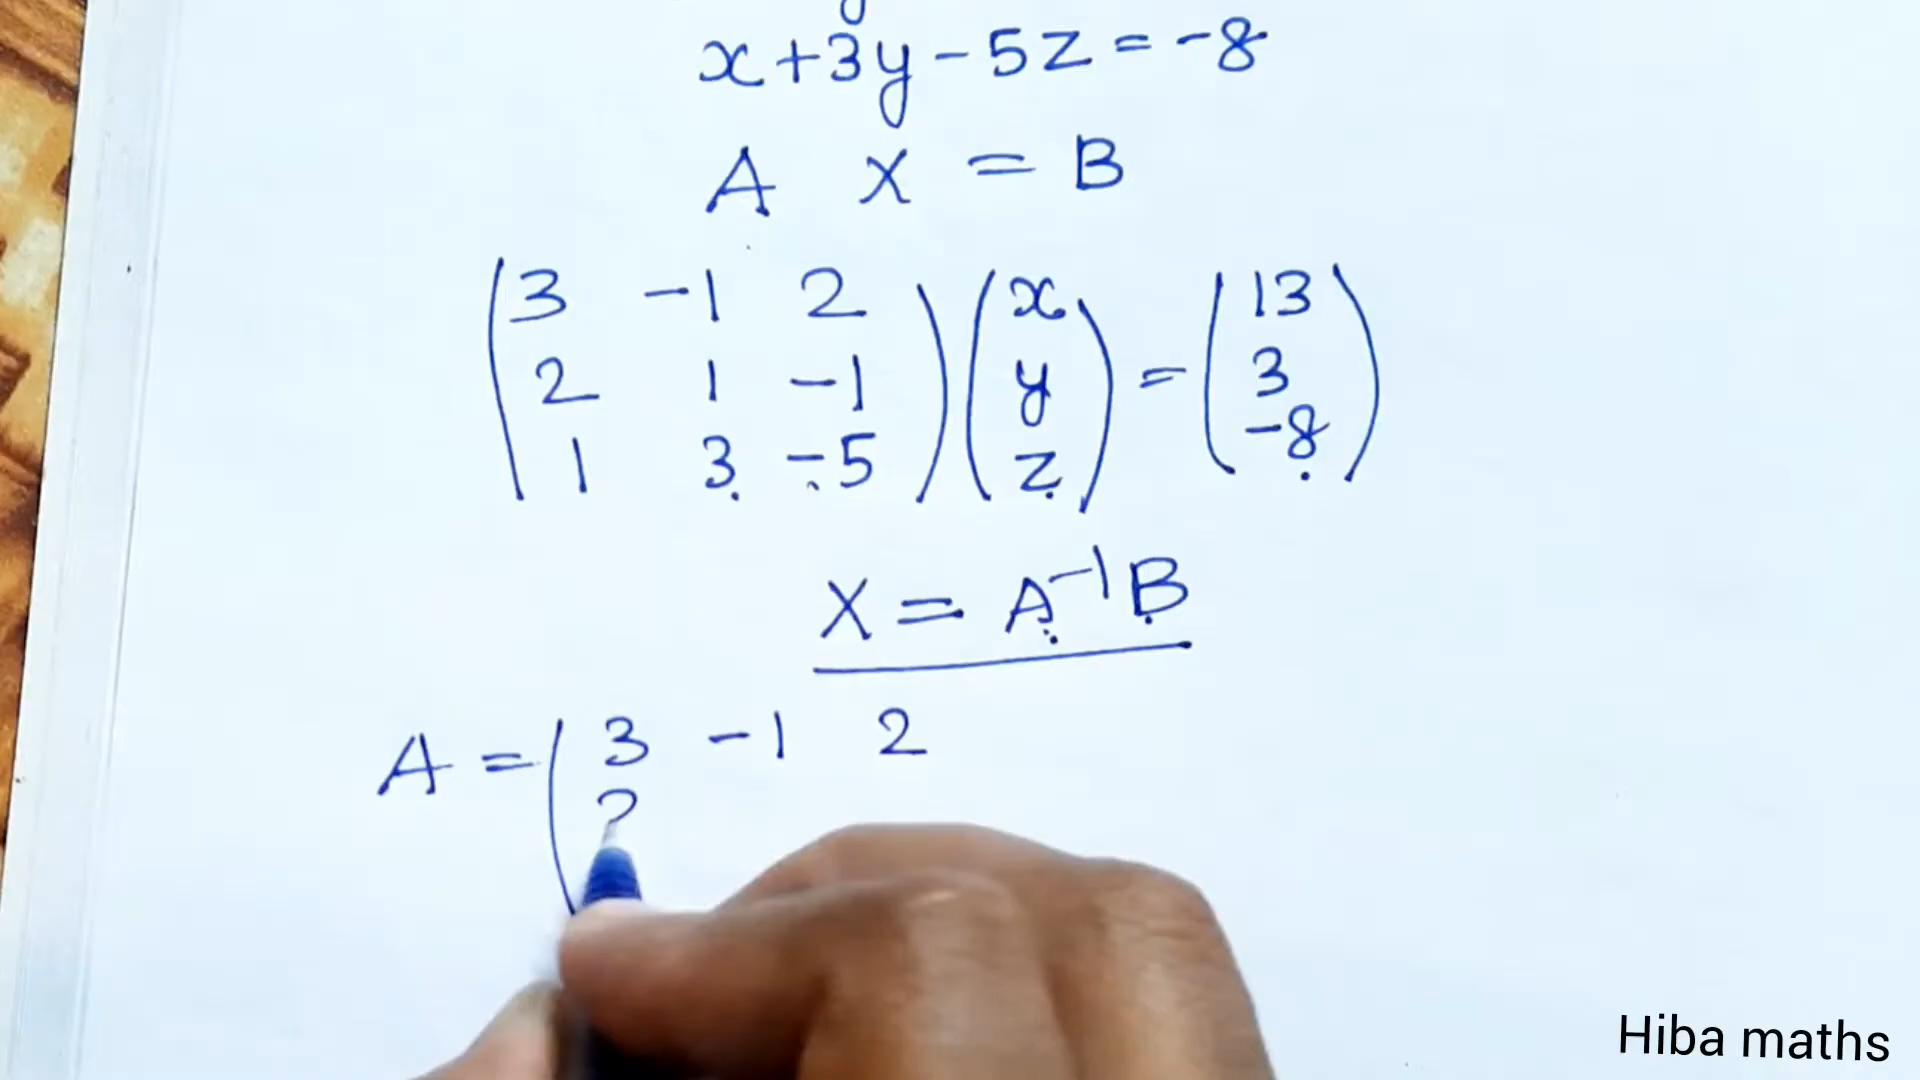 x+3y-5z=-8
A X = B
(3 -1 2) (x) = (13)
(2 1 -1) (y) (3)
(1 3 -5) (z) (-8)
X = A⁻¹B
A = ( 3 -1 2
2
Hiba maths